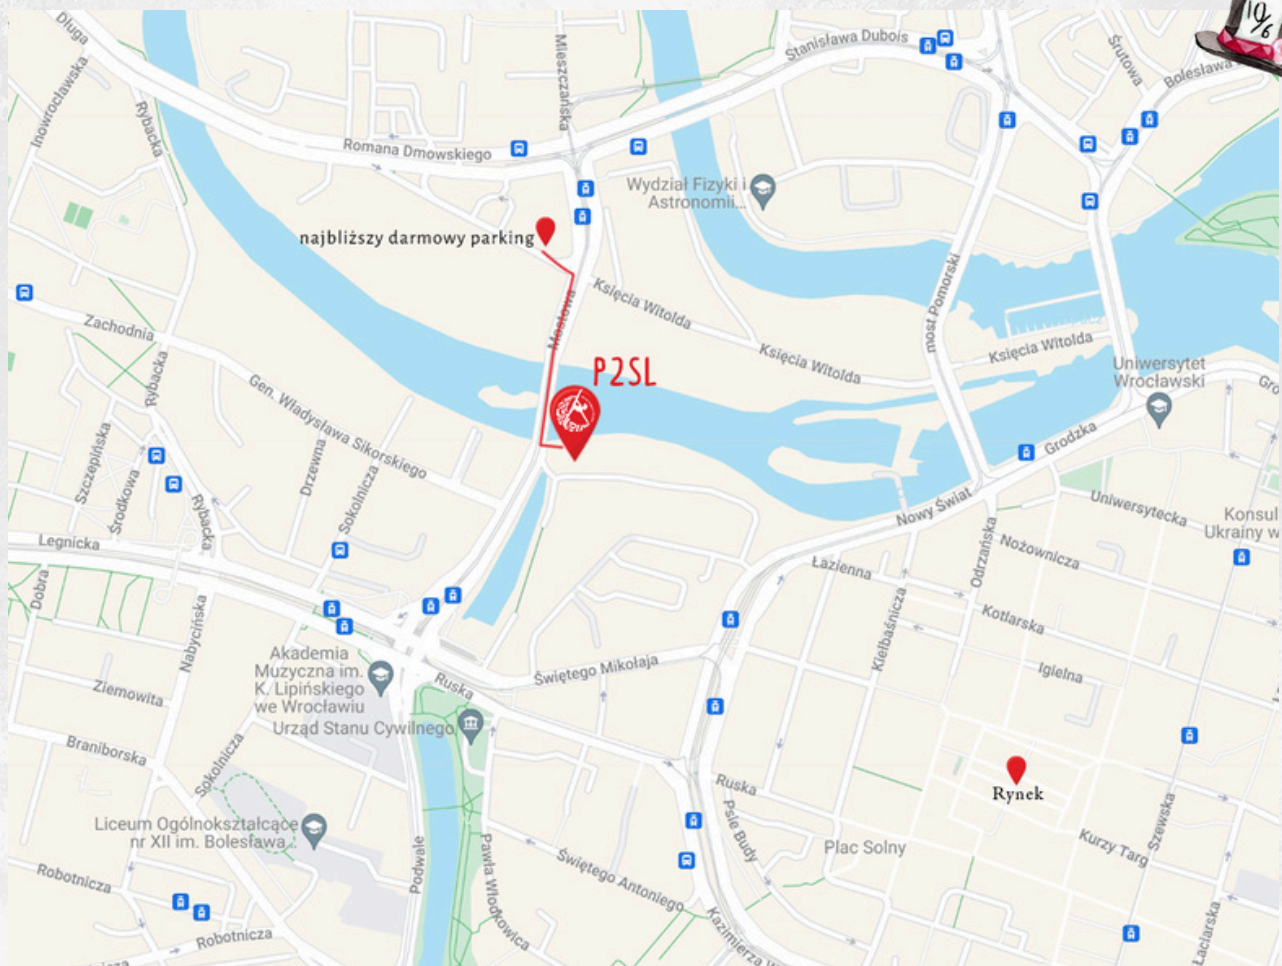 10/6
Długa
Inowrocławska
Rybacka
Mieszczańska
Stanisława Dubois
Śrutowa
Bolesława
Romana Dmowskiego
Wydział Fizyki i
Astronomii...
najbliższy darmowy parking
Księcia Witolda
Mostowa
most Pomorski
Zachodnia
Rybacka
Księcia Witolda
Księcia Witolda
Uniwersytet
Wrocławski
P2SL
Gen. Władysława Sikorskiego
Szczepińska
Środkowa
Drzewna
Sokolnicza
Rybacka
Grodzka
Nowy Świat
Uniwersytecka
Konsul
Ukrainy w
Legnicka
Dobra
Nabycińska
Łazienna
Odrzańska
Nożownicza
Kiełbaśnicza
Kotlarska
Igielna
Akademia
Muzyczna im.
K. Lipińskiego
we Wrocławiu
Świętego Mikołaja
Ruska
Urząd Stanu Cywilnego
Ziemowita
Braniborska
Sokolnicza
Rynek
Ruska
Psie Budy
Plac Solny
Kurzy Targ
Szewska
Liceum Ogólnokształcące
nr XII im. Bolesława...
Podwale
Pawła Włodkowica
Świętego Antoniego
Robotnicza
Robotnicza
Kazimierza
Łaciarska